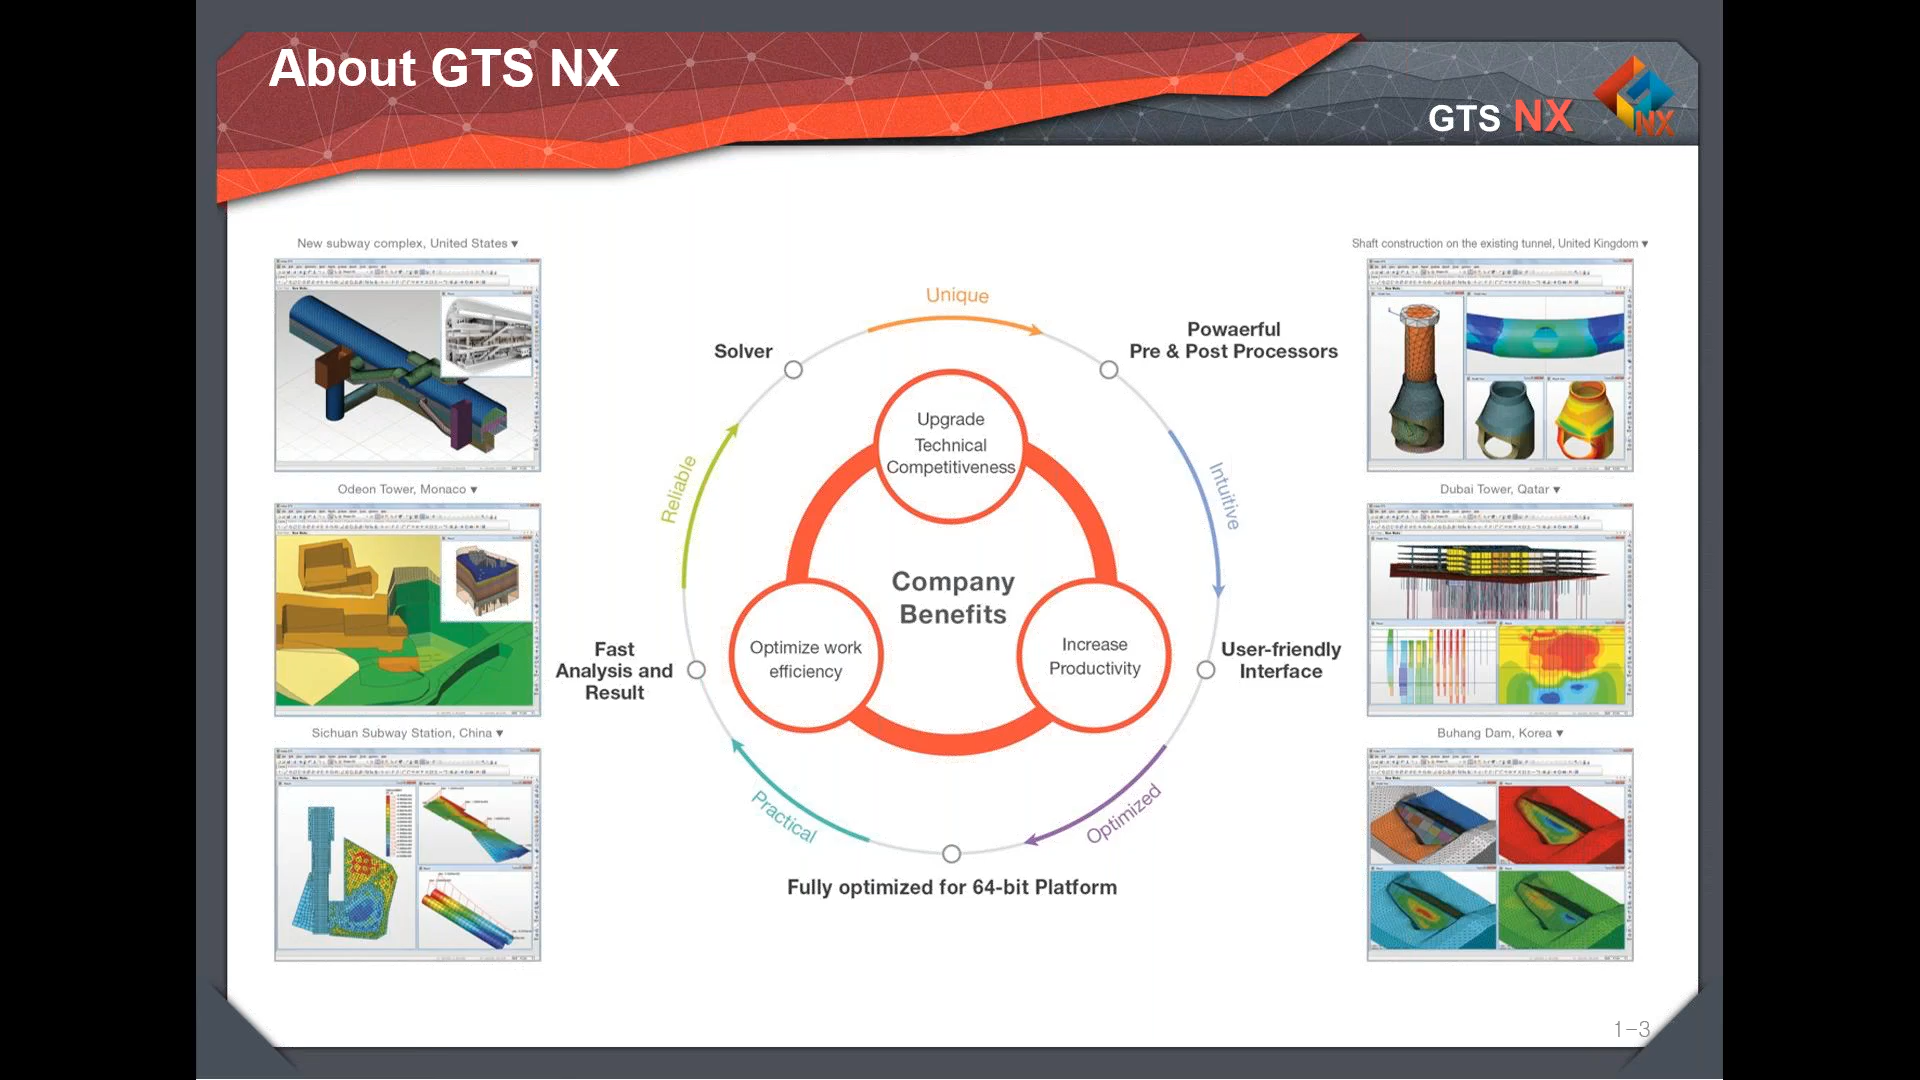 About GTS NX
GTS NX
NX
New subway complex, United States ▼
Shaft construction on the existing tunnel, United Kingdom ▼
Unique
Solver
Powaerful
Pre & Post Processors
Upgrade
Technical
Competitiveness
Reliable
Intuitive
Odeon Tower, Monaco ▼
Dubai Tower, Qatar ▼
Company
Benefits
Fast
Analysis and
Result
Optimize work
efficiency
Increase
Productivity
User-friendly
Interface
Sichuan Subway Station, China ▼
Buhang Dam, Korea ▼
Practical
Optimized
Fully optimized for 64-bit Platform
1-3